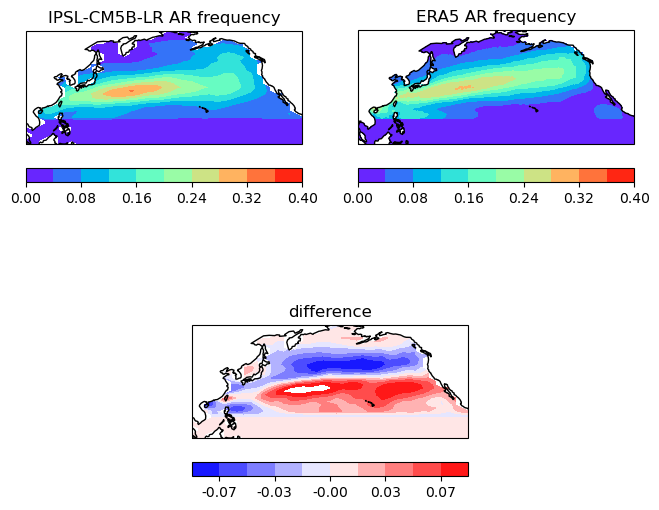 IPSL-CM5B-LR AR frequency
ERA5 AR frequency
0.00 0.08 0.16 0.24 0.32 0.40
0.00 0.08 0.16 0.24 0.32 0.40
difference
-0.07 -0.03 -0.00 0.03 0.07